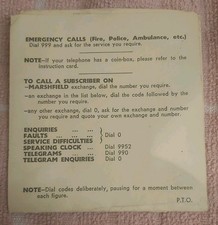 EMERGENCY CALLS (Fire, Police, Ambulance, etc.)
Dial 999 and ask for the service you require.
NOTE—If your telephone has a coin-box, please refer to the
instruction card.
TO CALL A SUBSCRIBER ON
-MARSHFIELD exchange, dial the number you require.
-an exchange in the list below, dial the code followed by the
number you require.
-any other exchange, dial 0, ask for the exchange and number
you require and quote your own exchange and number.
ENQUIRIES ... ... ...
FAULTS ... ... ... } Dial 0
SERVICE DIFFICULTIES ...
SPEAKING CLOCK ... Dial 9952
TELEGRAMS ... ... Dial 990
TELEGRAM ENQUIRIES Dial 0
NOTE—Dial codes deliberately, pausing for a moment between
each figure.
P.T.O.